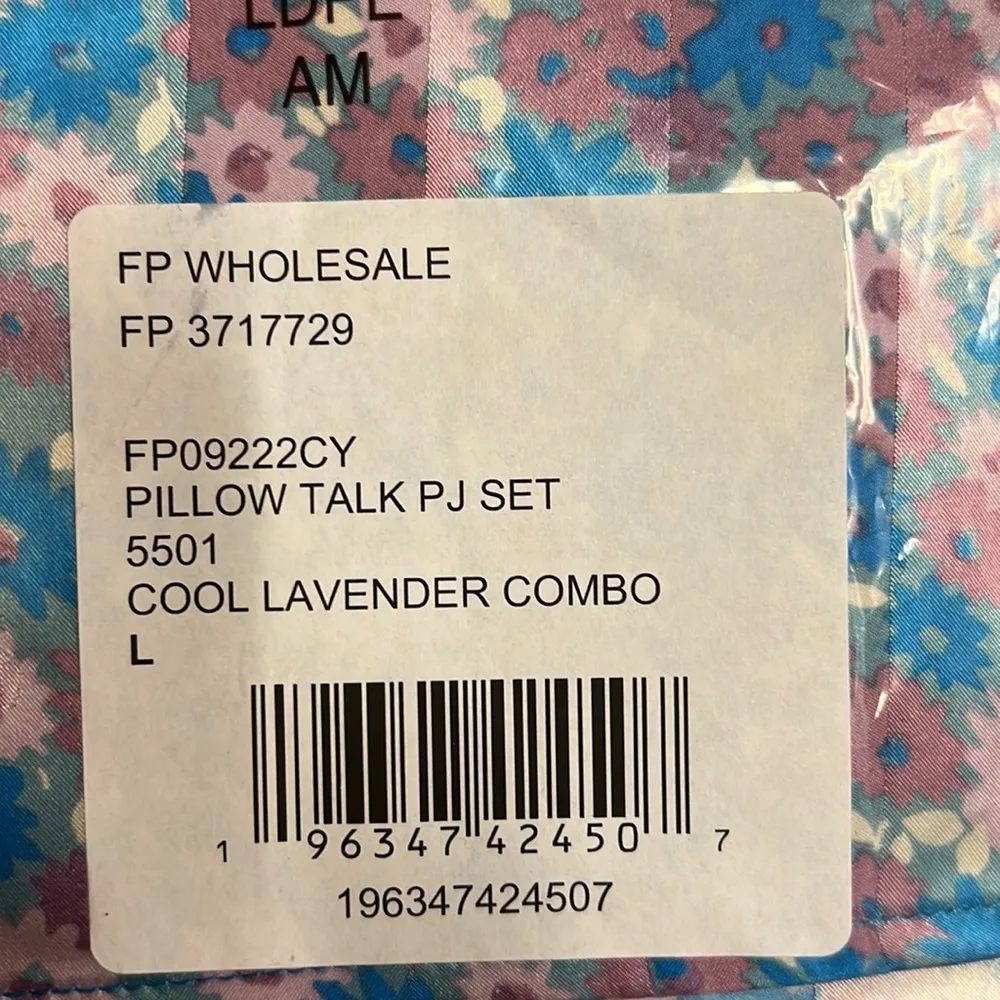 LDPE
AM
FP WHOLESALE
FP 3717729
FP09222CY
PILLOW TALK PJ SET
5501
COOL LAVENDER COMBO
L
1 96347 42450 7
196347424507